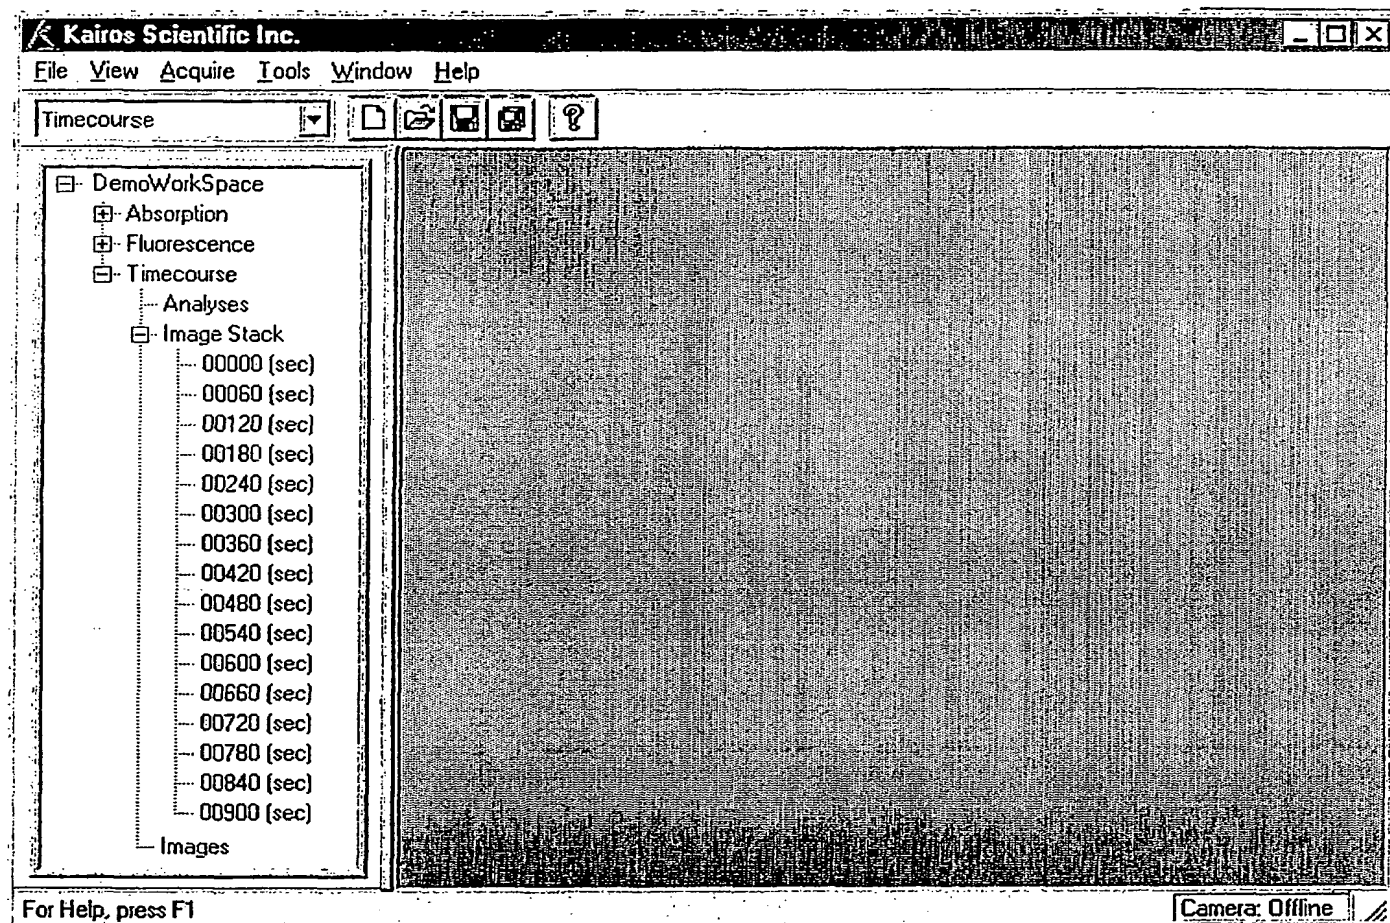 Kairos Scientific Inc.
File View Acquire Tools Window Help
Timecourse
DemoWorkSpace
Absorption
Fluorescence
Timecourse
Analyses
Image Stack
00000 (sec)
00060 (sec)
00120 (sec)
00180 (sec)
00240 (sec)
00300 (sec)
00360 (sec)
00420 (sec)
00480 (sec)
00540 (sec)
00600 (sec)
00660 (sec)
00720 (sec)
00780 (sec)
00840 (sec)
00900 (sec)
Images
For Help, press F1
Camera: Offline